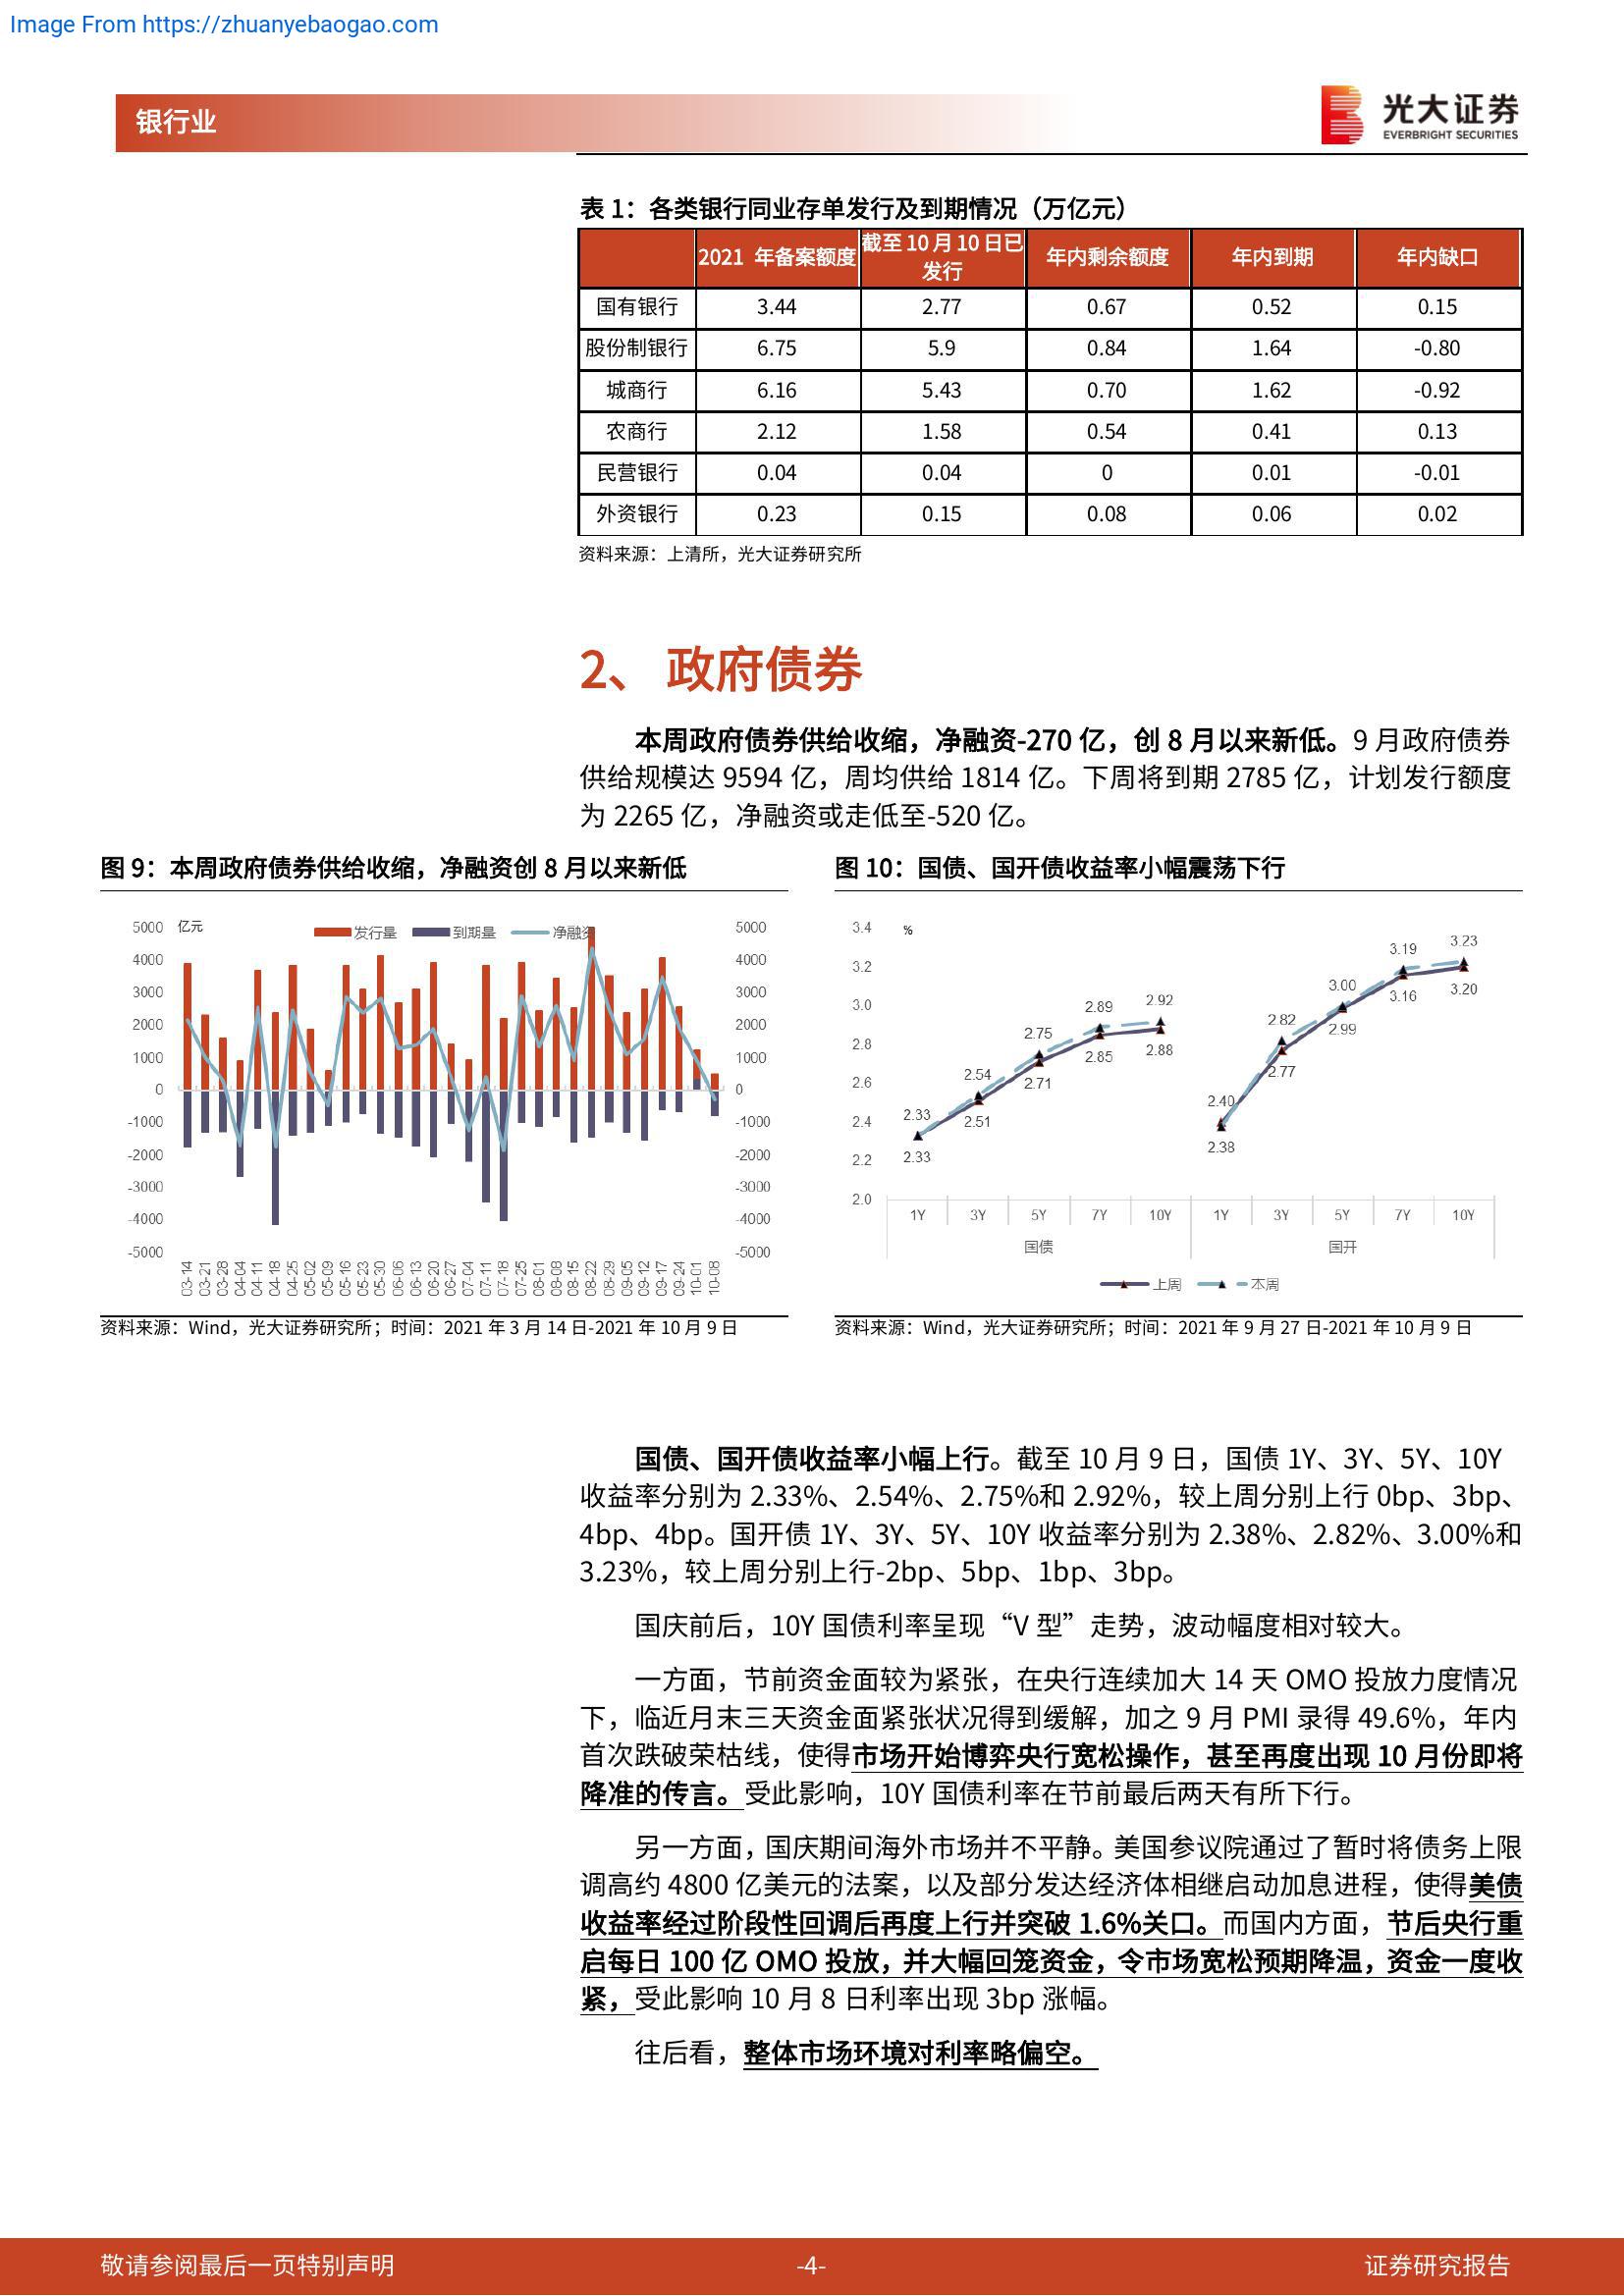 Image From https://zhuanyebaogao.com
银行业
光大证券
EVERBRIGHT SECURITIES
表 1：各类银行同业存单发行及到期情况（万亿元）
2021 年备案额度 截至 10 月 10 日已发行 年内剩余额度 年内到期 年内缺口
国有银行 3.44 2.77 0.67 0.52 0.15
股份制银行 6.75 5.9 0.84 1.64 -0.80
城商行 6.16 5.43 0.70 1.62 -0.92
农商行 2.12 1.58 0.54 0.41 0.13
民营银行 0.04 0.04 0 0.01 -0.01
外资银行 0.23 0.15 0.08 0.06 0.02
资料来源：上清所，光大证券研究所
2、 政府债券
本周政府债券供给收缩，净融资-270 亿，创 8 月以来新低。9 月政府债券
供给规模达 9594 亿，周均供给 1814 亿。下周将到期 2785 亿，计划发行额度
为 2265 亿，净融资或走低至-520 亿。
图 9：本周政府债券供给收缩，净融资创 8 月以来新低
亿元
发行量 到期量 净融资
5000 5000
4000 4000
3000 3000
2000 2000
1000 1000
0 0
-1000 -1000
-2000 -2000
-3000 -3000
-4000 -4000
-5000 -5000
03-14 03-21 03-28 04-04 04-11 04-18 04-25 05-02 05-09 05-16 05-23 05-30 06-06 06-13 06-20 06-27 07-04 07-11 07-18 07-25 08-01 08-08 08-15 08-22 08-29 09-05 09-12 09-17 09-24 10-01 10-08
资料来源：Wind，光大证券研究所；时间：2021 年 3 月 14 日-2021 年 10 月 9 日
图 10：国债、国开债收益率小幅震荡下行
%
3.4
3.2
3.0
2.8
2.6
2.4
2.2
2.0
2.33 2.54 2.75 2.89 2.92 2.40 2.82 3.00 3.19 3.23
2.33 2.51 2.71 2.85 2.88 2.38 2.77 2.99 3.16 3.20
1Y 3Y 5Y 7Y 10Y 1Y 3Y 5Y 7Y 10Y
国债 国开
上周 本周
资料来源：Wind，光大证券研究所；时间：2021 年 9 月 27 日-2021 年 10 月 9 日
国债、国开债收益率小幅上行。截至 10 月 9 日，国债 1Y、3Y、5Y、10Y
收益率分别为 2.33%、2.54%、2.75%和 2.92%，较上周分别上行 0bp、3bp、
4bp、4bp。国开债 1Y、3Y、5Y、10Y 收益率分别为 2.38%、2.82%、3.00%和
3.23%，较上周分别上行-2bp、5bp、1bp、3bp。
国庆前后，10Y 国债利率呈现“V 型”走势，波动幅度相对较大。
一方面，节前资金面较为紧张，在央行连续加大 14 天 OMO 投放力度情况
下，临近月末三天资金面紧张状况得到缓解，加之 9 月 PMI 录得 49.6%，年内
首次跌破荣枯线，使得市场开始博弈央行宽松操作，甚至再度出现 10 月份即将
降准的传言。受此影响，10Y 国债利率在节前最后两天有所下行。
另一方面，国庆期间海外市场并不平静。美国参议院通过了暂时将债务上限
调高约 4800 亿美元的法案，以及部分发达经济体相继启动加息进程，使得美债
收益率经过阶段性回调后再度上行并突破 1.6%关口。而国内方面，节后央行重
启每日 100 亿 OMO 投放，并大幅回笼资金，令市场宽松预期降温，资金一度收
紧，受此影响 10 月 8 日利率出现 3bp 涨幅。
往后看，整体市场环境对利率略偏空。
敬请参阅最后一页特别声明
-4-
证券研究报告